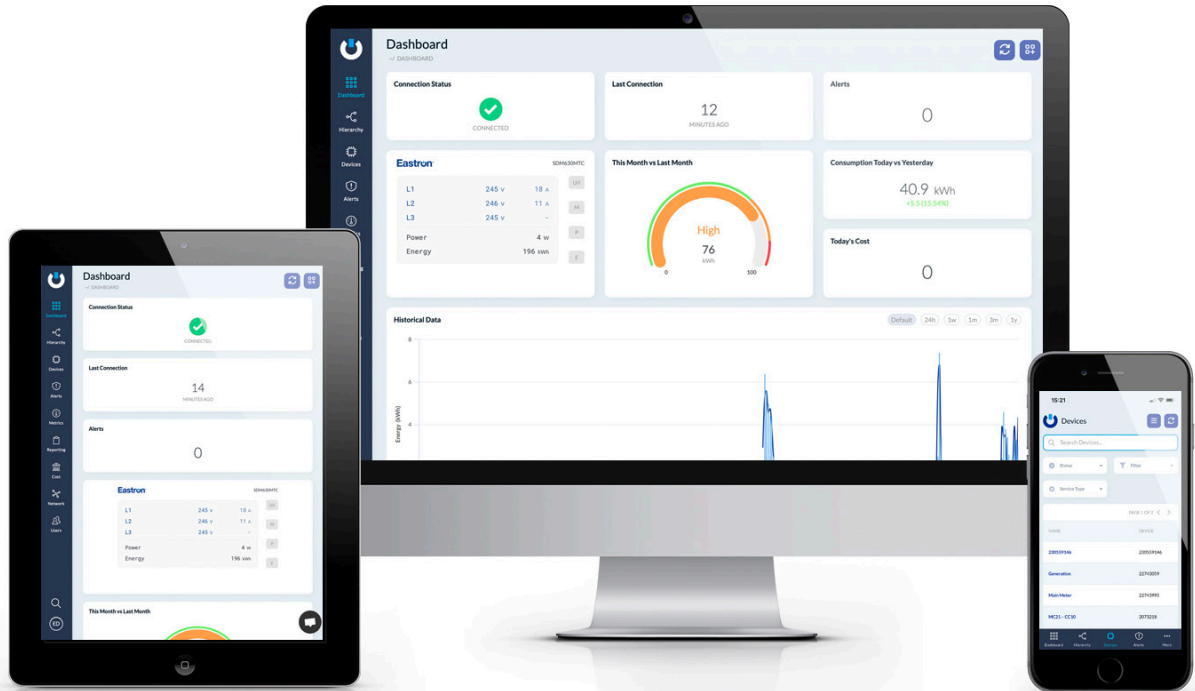 Dashboard
DASHBOARD
Dashboard
Hierarchy
Devices
Alerts
Connection Status
CONNECTED
Last Connection
12
MINUTES AGO
Alerts
0
Eastron
SDM630MTC
L1 245 V 18 A
L2 246 V 11 A
L3 245 V -
Power 4 W
Energy 196 kWh
UI
M
P
E
This Month vs Last Month
High
76
kWh
0 100
Consumption Today vs Yesterday
40.9 kWh
+5.5 (15.54%)
Today's Cost
0
Historical Data
Default 24h 1w 1m 3m 1y
Energy (kWh)
8
6
4
Dashboard
DASHBOARD
Dashboard
Hierarchy
Devices
Alerts
Metrics
Reporting
Cost
Network
Users
ED
Connection Status
CONNECTED
Last Connection
14
MINUTES AGO
Alerts
0
Eastron
SDM630MTC
L1 245 V 18 A
L2 246 V 11 A
L3 245 V -
Power 4 W
Energy 196 kWh
M
P
E
This Month vs Last Month
15:21
Devices
Search Devices...
Status
Filter
Service Type
PAGE 1 OF 2
NAME DEVICE
230559146 230559146
Generation 22743059
Main Meter 22743993
MC21 - CC10 2073218
Dashboard Hierarchy Devices Alerts More